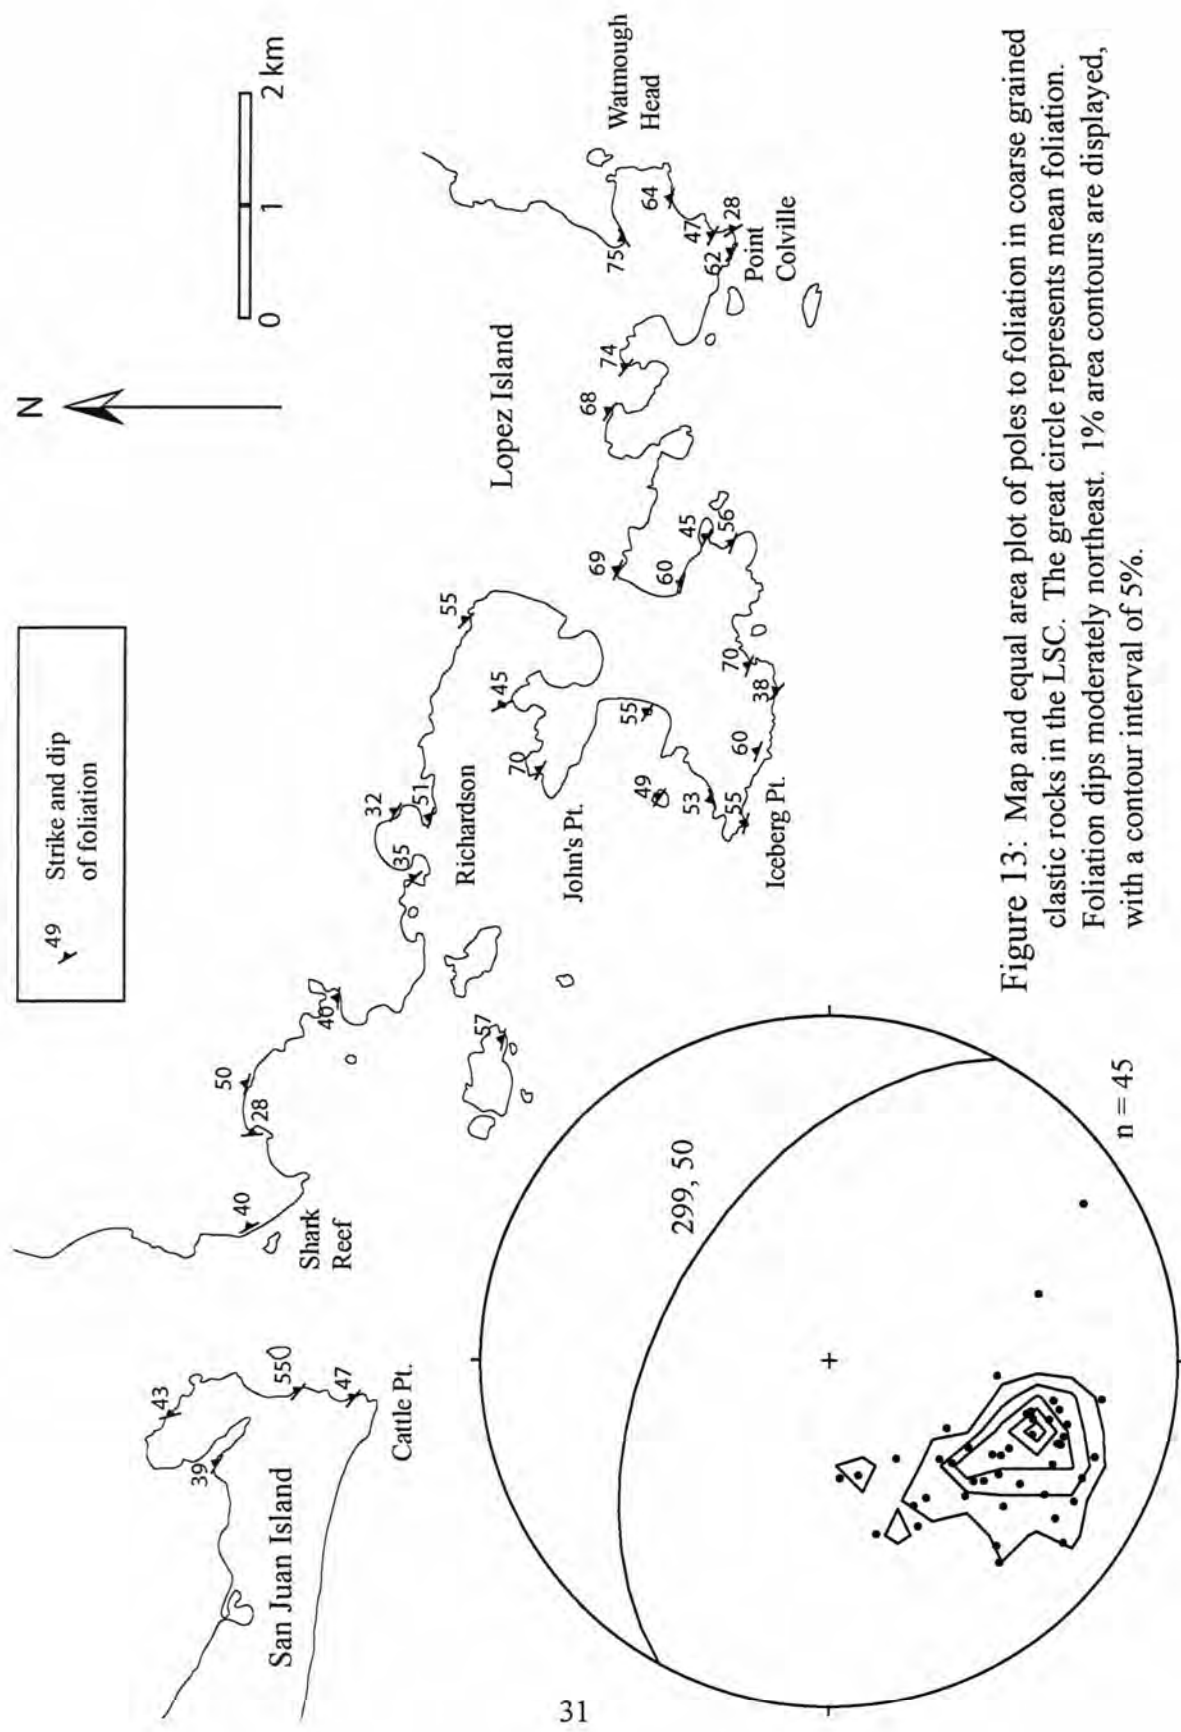 49 Strike and dip
of foliation
N
0 1 2 km
San Juan Island
43
39
550
47
Cattle Pt.
Shark
Reef
40
28
50
40
57
35
32
51
Richardson
55
45
70
John's Pt.
Lopez Island
55
49
53
55
60
38
70
Iceberg Pt.
69
60
45
56
68
74
75
64
47
62
28
Point
Colville
Watmough
Head
299, 50
n = 45
Figure 13: Map and equal area plot of poles to foliation in coarse grained
clastic rocks in the LSC. The great circle represents mean foliation.
Foliation dips moderately northeast. 1% area contours are displayed,
with a contour interval of 5%.
31